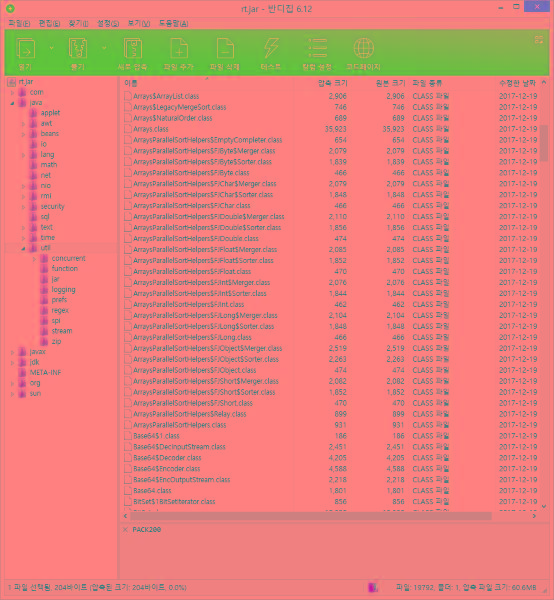 rt.jar - 반디집 6.12
파일(F) 편집(E) 찾기(I) 설정(S) 보기(V) 도움말(A)
열기 풀기 새로 압축 파일 추가 파일 삭제 테스트 컬럼 설정 코드페이지
rt.jar
com
java
applet
awt
beans
io
lang
math
net
nio
rmi
security
sql
text
time
util
concurrent
function
jar
logging
prefs
regex
spi
stream
zip
javax
jdk
META-INF
org
sun
이름 압축 크기 원본 크기 파일 종류 수정한 날짜
Arrays$ArrayList.class 2,906 2,906 CLASS 파일 2017-12-19
Arrays$LegacyMergeSort.class 746 746 CLASS 파일 2017-12-19
Arrays$NaturalOrder.class 689 689 CLASS 파일 2017-12-19
Arrays.class 35,923 35,923 CLASS 파일 2017-12-19
ArraysParallelSortHelpers$EmptyCompleter.class 654 654 CLASS 파일 2017-12-19
ArraysParallelSortHelpers$FJByte$Merger.class 2,079 2,079 CLASS 파일 2017-12-19
ArraysParallelSortHelpers$FJByte$Sorter.class 1,839 1,839 CLASS 파일 2017-12-19
ArraysParallelSortHelpers$FJByte.class 466 466 CLASS 파일 2017-12-19
ArraysParallelSortHelpers$FJChar$Merger.class 2,079 2,079 CLASS 파일 2017-12-19
ArraysParallelSortHelpers$FJChar$Sorter.class 1,848 1,848 CLASS 파일 2017-12-19
ArraysParallelSortHelpers$FJChar.class 466 466 CLASS 파일 2017-12-19
ArraysParallelSortHelpers$FJDouble$Merger.class 2,110 2,110 CLASS 파일 2017-12-19
ArraysParallelSortHelpers$FJDouble$Sorter.class 1,856 1,856 CLASS 파일 2017-12-19
ArraysParallelSortHelpers$FJDouble.class 474 474 CLASS 파일 2017-12-19
ArraysParallelSortHelpers$FJFloat$Merger.class 2,085 2,085 CLASS 파일 2017-12-19
ArraysParallelSortHelpers$FJFloat$Sorter.class 1,852 1,852 CLASS 파일 2017-12-19
ArraysParallelSortHelpers$FJFloat.class 470 470 CLASS 파일 2017-12-19
ArraysParallelSortHelpers$FJInt$Merger.class 2,076 2,076 CLASS 파일 2017-12-19
ArraysParallelSortHelpers$FJInt$Sorter.class 1,844 1,844 CLASS 파일 2017-12-19
ArraysParallelSortHelpers$FJInt.class 462 462 CLASS 파일 2017-12-19
ArraysParallelSortHelpers$FJLong$Merger.class 2,104 2,104 CLASS 파일 2017-12-19
ArraysParallelSortHelpers$FJLong$Sorter.class 1,848 1,848 CLASS 파일 2017-12-19
ArraysParallelSortHelpers$FJLong.class 466 466 CLASS 파일 2017-12-19
ArraysParallelSortHelpers$FJObject$Merger.class 2,519 2,519 CLASS 파일 2017-12-19
ArraysParallelSortHelpers$FJObject$Sorter.class 2,263 2,263 CLASS 파일 2017-12-19
ArraysParallelSortHelpers$FJObject.class 474 474 CLASS 파일 2017-12-19
ArraysParallelSortHelpers$FJShort$Merger.class 2,082 2,082 CLASS 파일 2017-12-19
ArraysParallelSortHelpers$FJShort$Sorter.class 1,852 1,852 CLASS 파일 2017-12-19
ArraysParallelSortHelpers$FJShort.class 470 470 CLASS 파일 2017-12-19
ArraysParallelSortHelpers$Relay.class 899 899 CLASS 파일 2017-12-19
ArraysParallelSortHelpers.class 931 931 CLASS 파일 2017-12-19
Base64$1.class 186 186 CLASS 파일 2017-12-19
Base64$DecInputStream.class 2,451 2,451 CLASS 파일 2017-12-19
Base64$Decoder.class 4,205 4,205 CLASS 파일 2017-12-19
Base64$Encoder.class 4,588 4,588 CLASS 파일 2017-12-19
Base64$EncOutputStream.class 2,218 2,218 CLASS 파일 2017-12-19
Base64.class 1,801 1,801 CLASS 파일 2017-12-19
BitSet$1BitSetIterator.class 856 856 CLASS 파일 2017-12-19
PACK200
1 파일 선택됨, 204바이트 (압축된 크기: 204바이트, 0.0%) 파일: 19792, 폴더: 1, 압축 파일 크기: 60.6MB